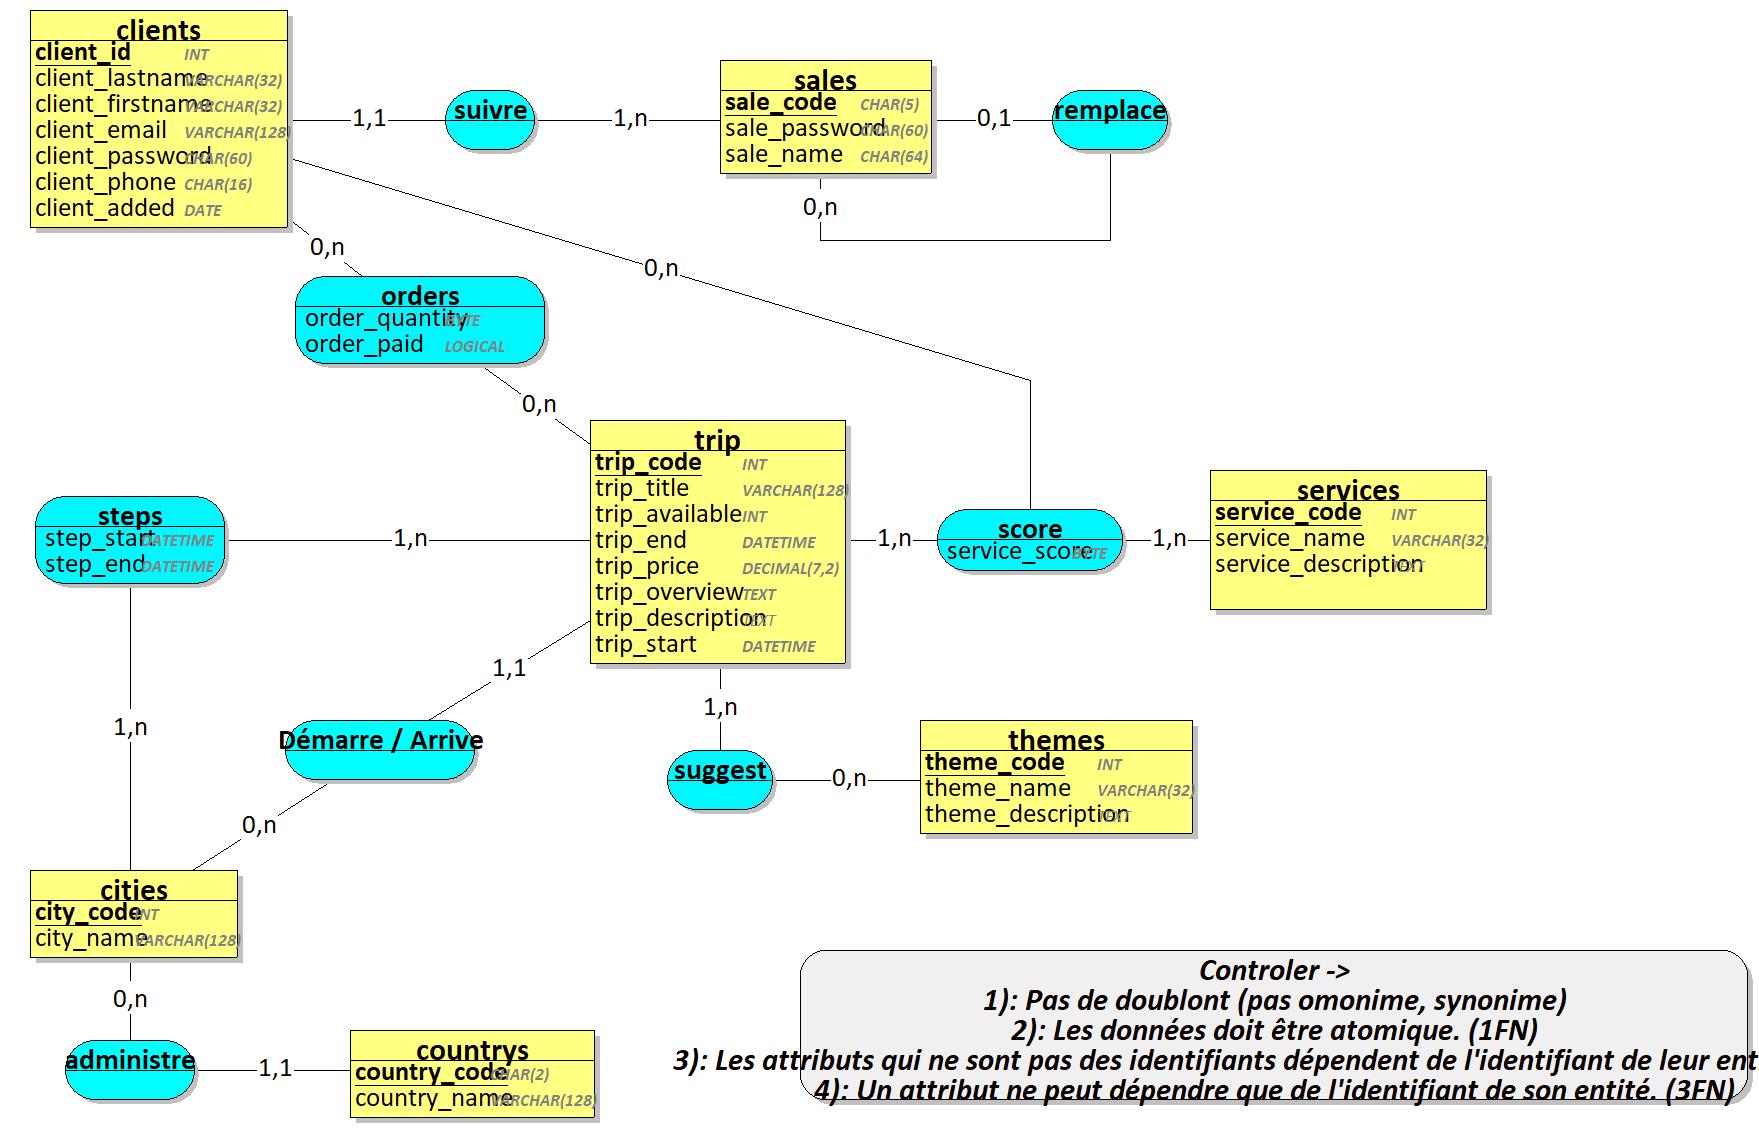 clients
client_id INT
client_lastname VARCHAR(32)
client_firstname VARCHAR(32)
client_email VARCHAR(128)
client_password CHAR(60)
client_phone CHAR(16)
client_added DATE
1,1
suivre
1,n
sales
sale_code CHAR(5)
sale_password CHAR(60)
sale_name CHAR(64)
0,1
remplace
0,n
0,n
0,n
orders
order_quantity BYTE
order_paid LOGICAL
0,n
trip
trip_code INT
trip_title VARCHAR(128)
trip_available INT
trip_end DATETIME
trip_price DECIMAL(7,2)
trip_overview TEXT
trip_description TEXT
trip_start DATETIME
steps
step_start DATETIME
step_end DATETIME
1,n
1,n
score
service_score BYTE
1,n
services
service_code INT
service_name VARCHAR(32)
service_description TEXT
1,n
1,1
Démarre / Arrive
0,n
1,n
suggest
0,n
themes
theme_code INT
theme_name VARCHAR(32)
theme_description TEXT
cities
city_code INT
city_name VARCHAR(128)
0,n
administre
1,1
countrys
country_code CHAR(2)
country_name VARCHAR(128)
Controler ->
1): Pas de doublont (pas omonime, synonime)
2): Les données doit être atomique. (1FN)
3): Les attributs qui ne sont pas des identifiants dépendent de l'identifiant de leur ent
4): Un attribut ne peut dépendre que de l'identifiant de son entité. (3FN)